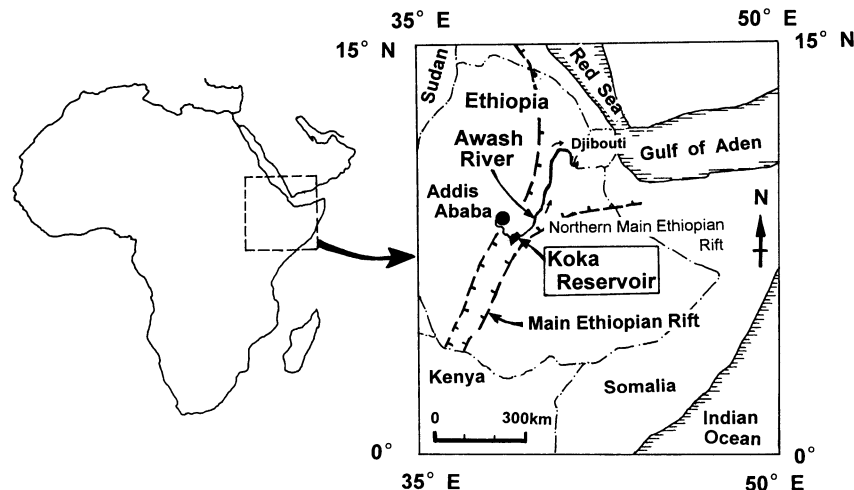 35° E
50° E
15° N
15° N
Sudan
Red Sea
Ethiopia
Awash
River
Djibouti
Gulf of Aden
Addis
Ababa
N
Northern Main Ethiopian
Rift
Koka
Reservoir
Main Ethiopian Rift
Kenya
Somalia
0
300km
Indian
Ocean
0°
0°
35° E
50° E